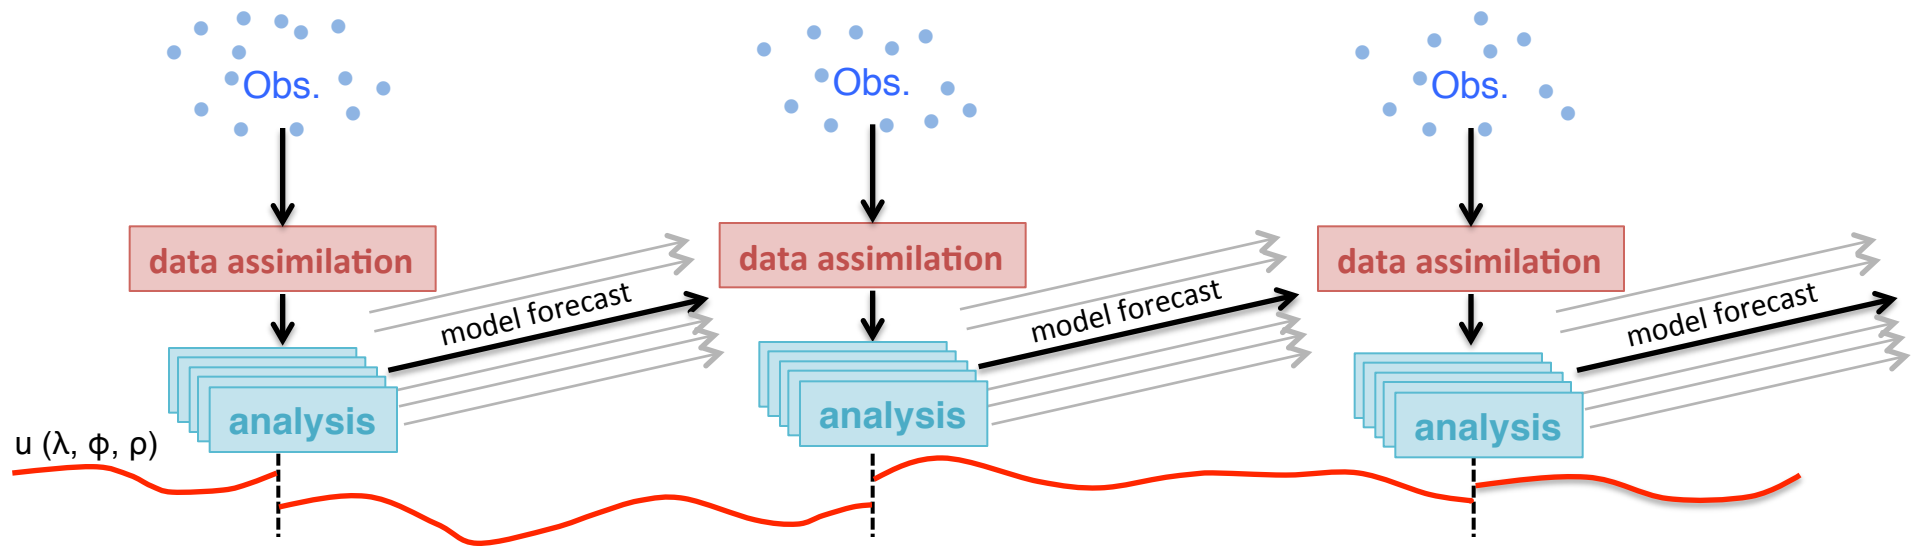 Obs.
Obs.
Obs.
data assimilation
data assimilation
data assimilation
model forecast
model forecast
model forecast
analysis
analysis
analysis
u (λ, ϕ, ρ)